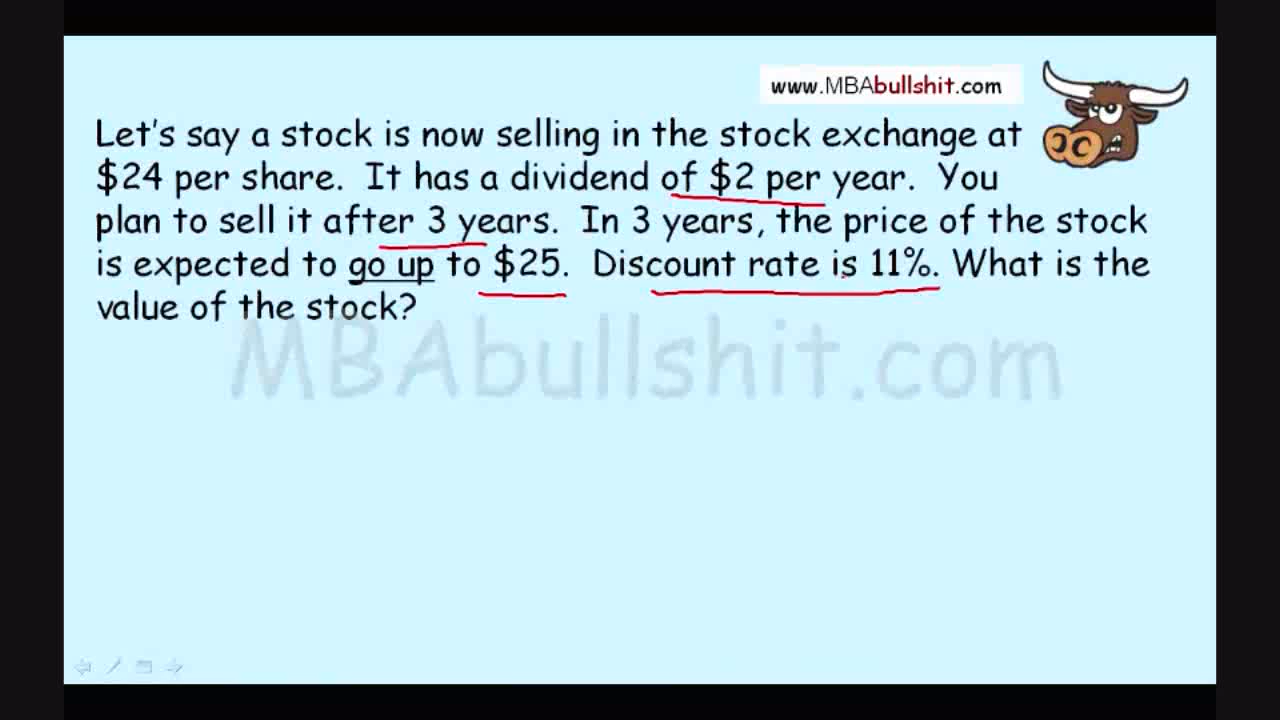 www.MBAbullshit.com
Let's say a stock is now selling in the stock exchange at
$24 per share. It has a dividend of $2 per year. You
plan to sell it after 3 years. In 3 years, the price of the stock
is expected to go up to $25. Discount rate is 11%. What is the
value of the stock?
MBAbullshit.com